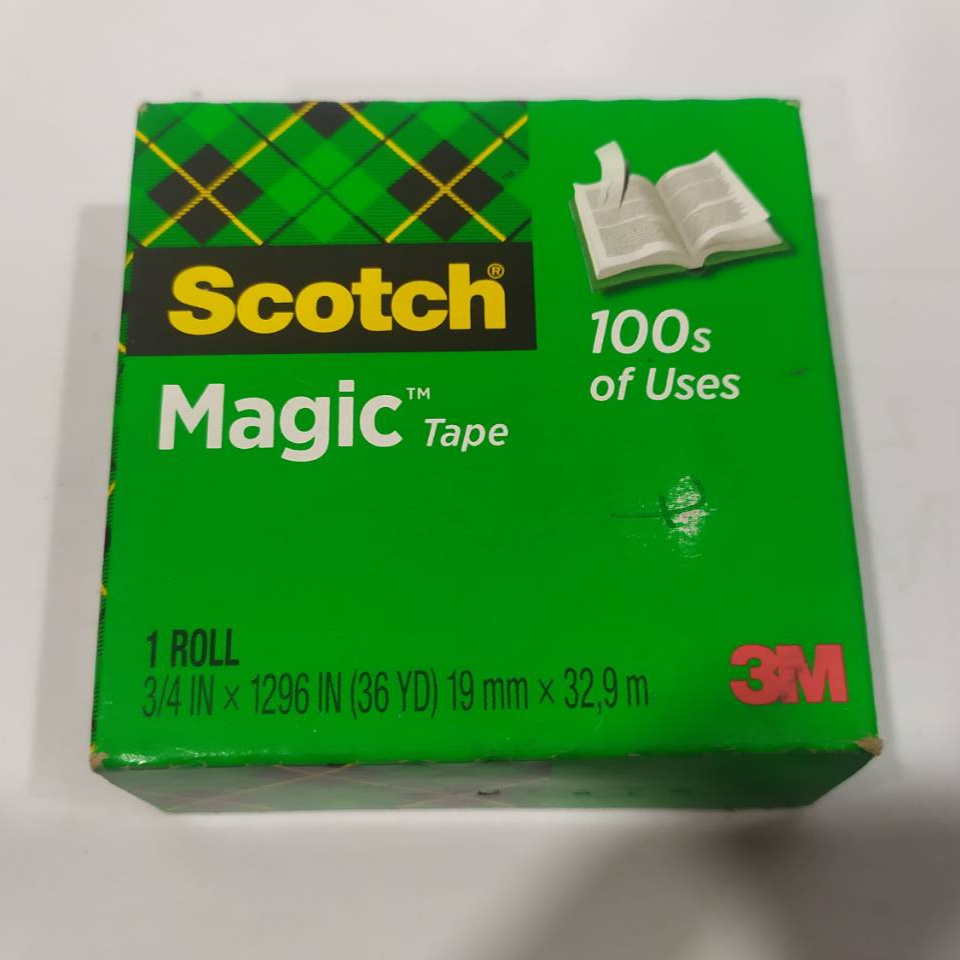 Scotch®
Magic™ Tape
100s
of Uses
1 ROLL
3/4 IN × 1296 IN (36 YD) 19 mm × 32,9 m
3M